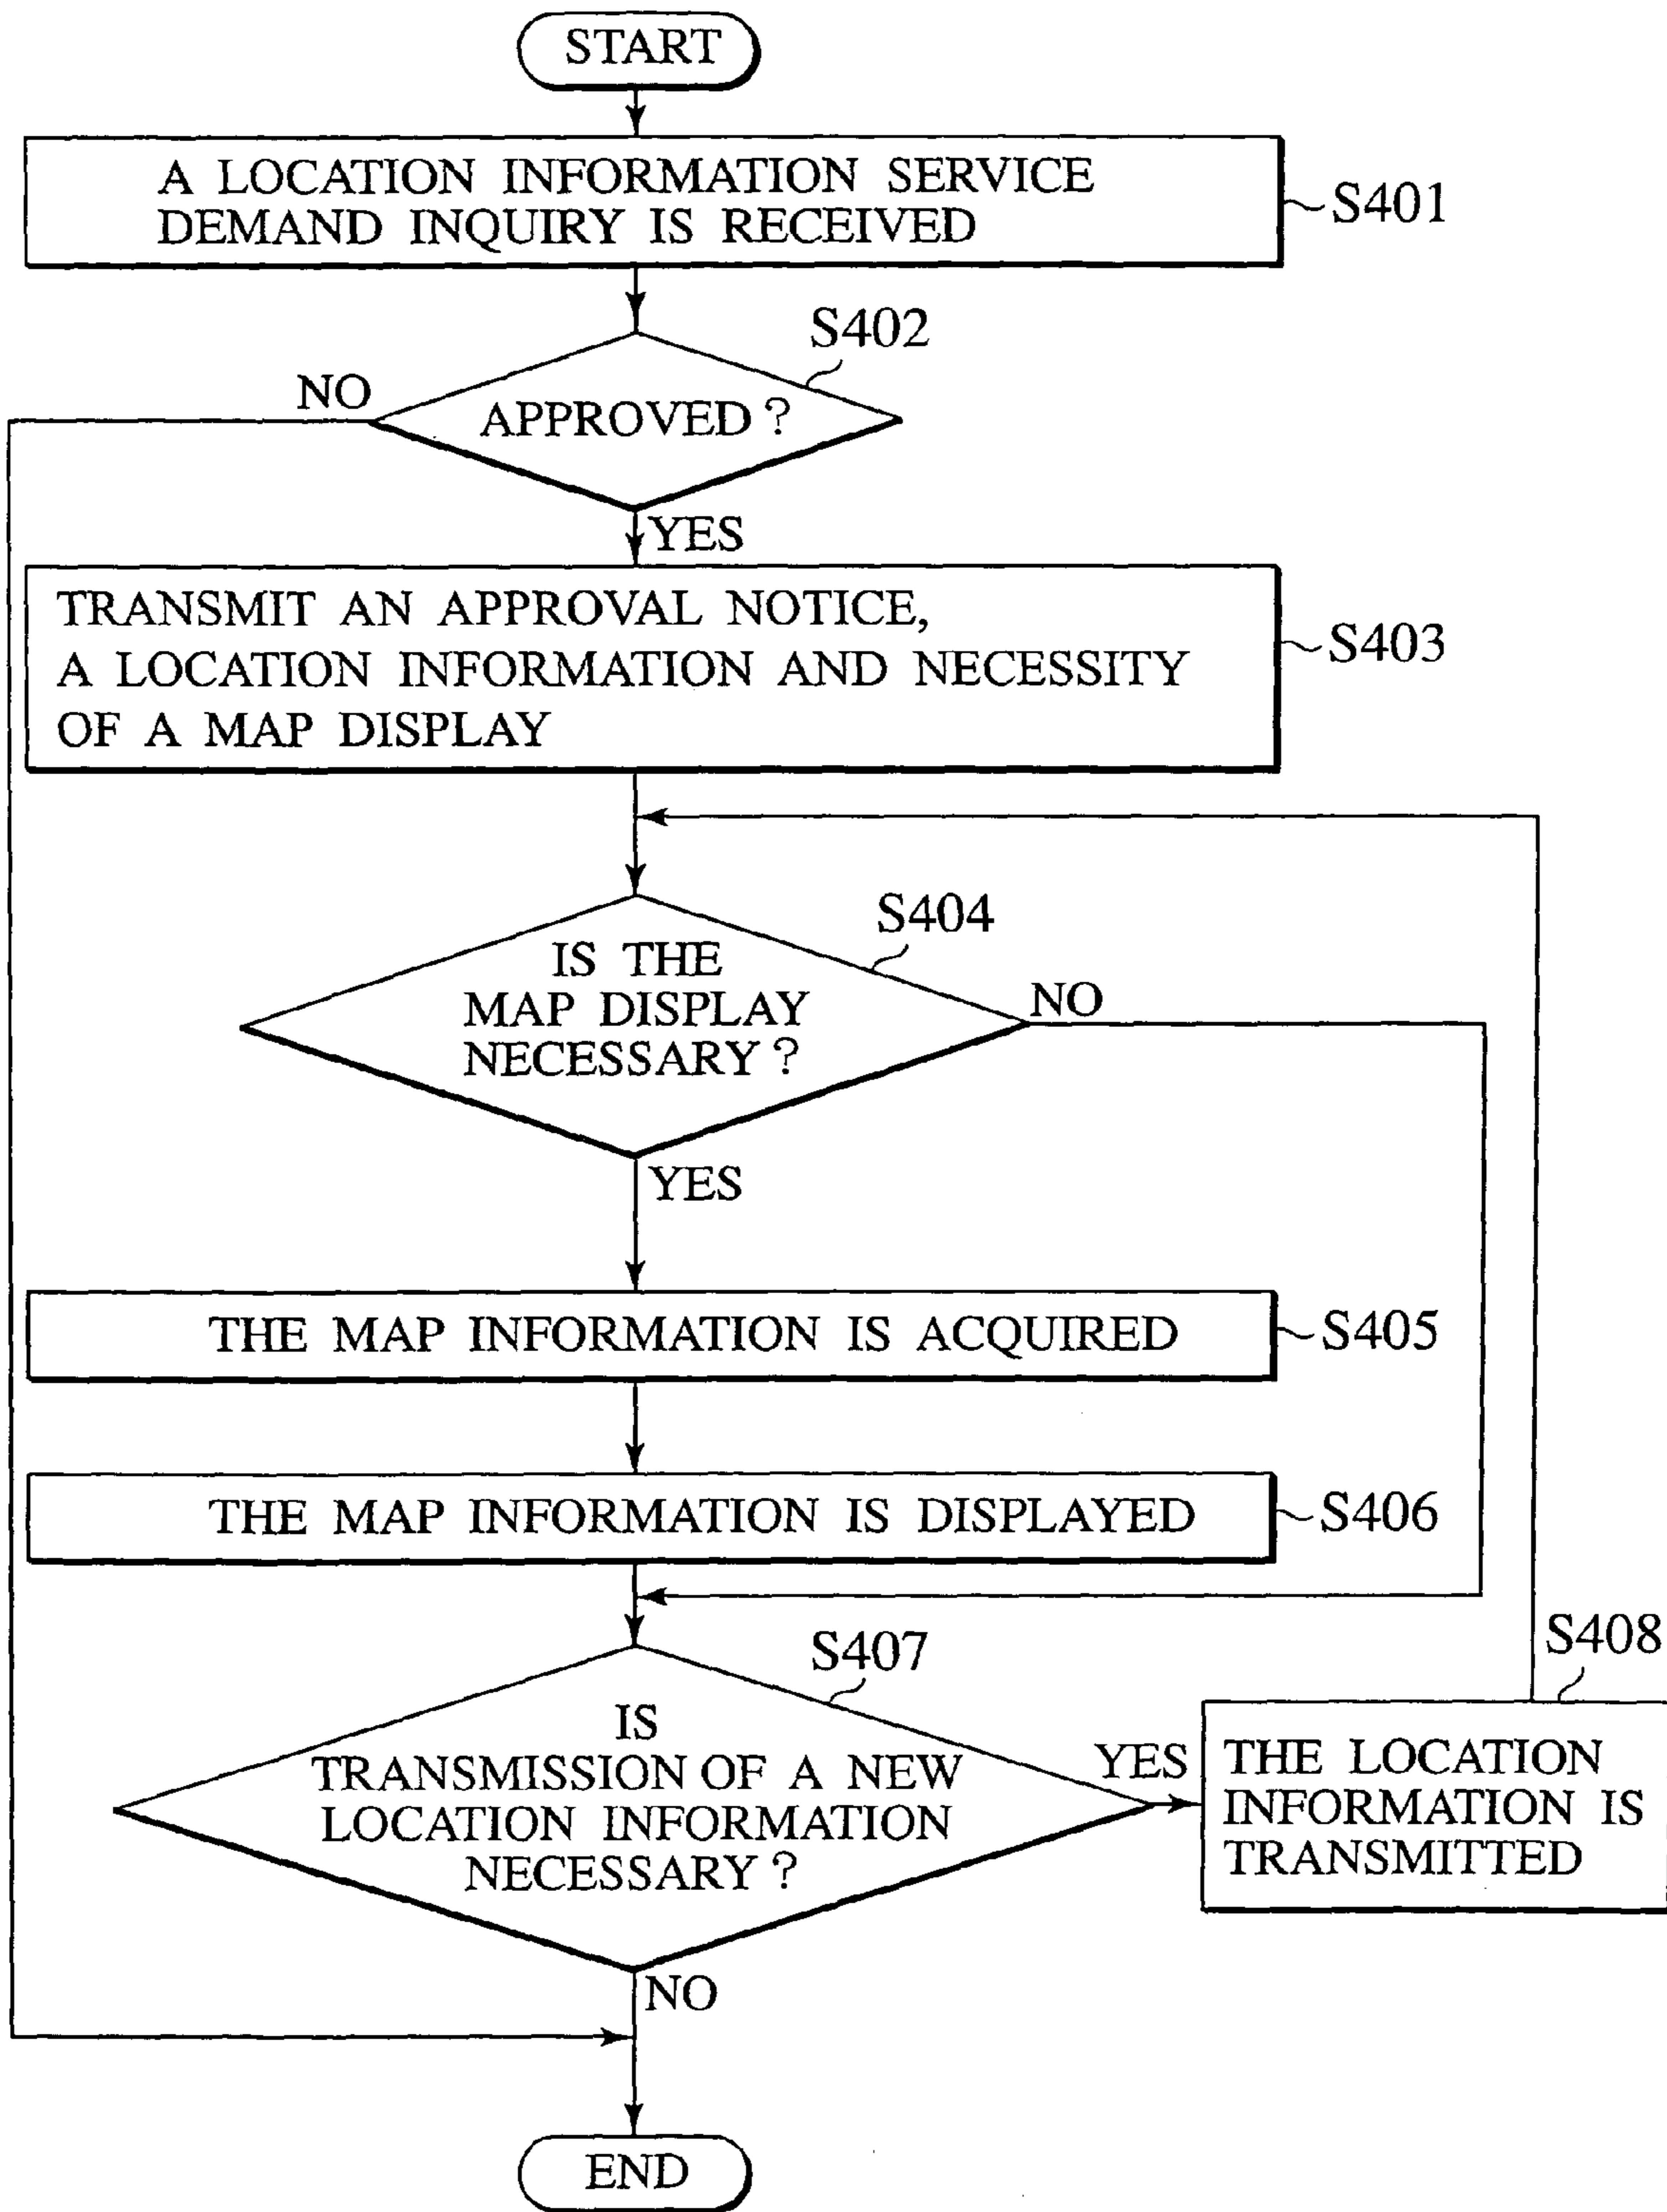 START
A LOCATION INFORMATION SERVICE
DEMAND INQUIRY IS RECEIVED
S401
S402
NO
APPROVED?
YES
TRANSMIT AN APPROVAL NOTICE,
A LOCATION INFORMATION AND NECESSITY
OF A MAP DISPLAY
S403
S404
IS THE
MAP DISPLAY
NECESSARY?
NO
YES
THE MAP INFORMATION IS ACQUIRED
S405
THE MAP INFORMATION IS DISPLAYED
S406
S407
IS
TRANSMISSION OF A NEW
LOCATION INFORMATION
NECESSARY?
YES
S408
THE LOCATION
INFORMATION IS
TRANSMITTED
NO
END